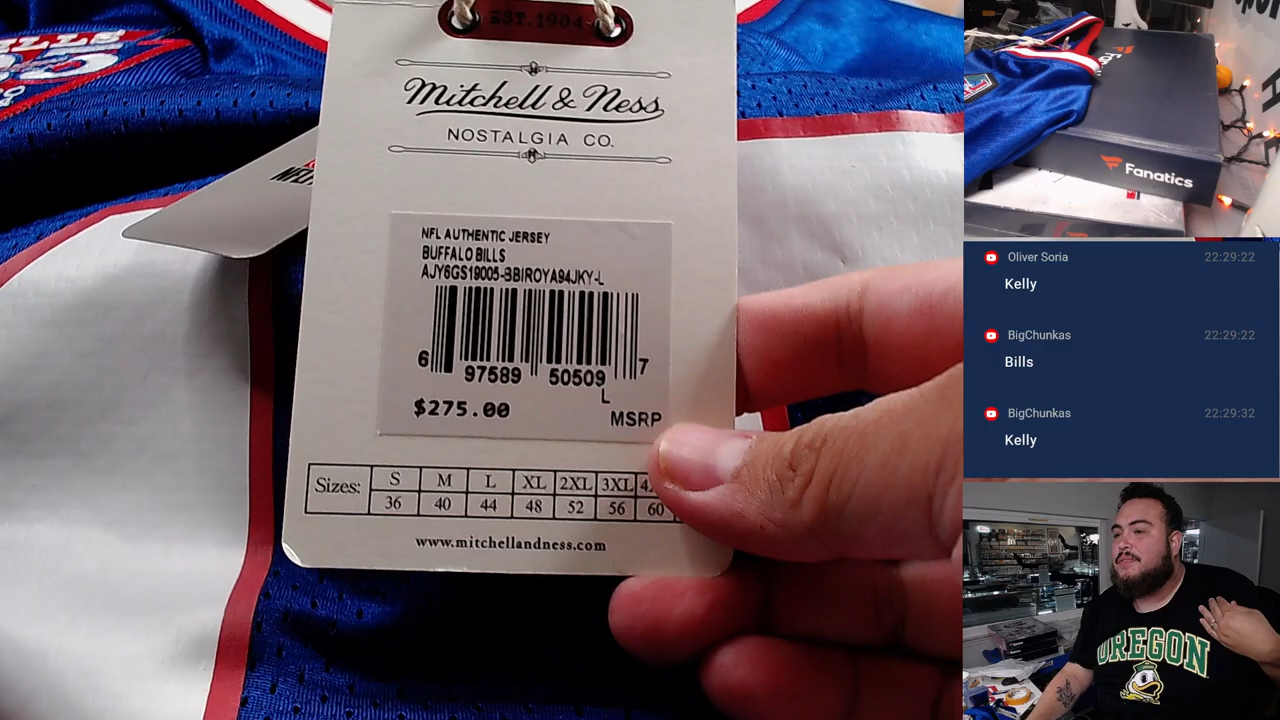 EST.1904
Mitchell & Ness
NOSTALGIA CO.
NFL AUTHENTIC JERSEY
BUFFALO BILLS
AJY6GS19005-BBIROYA94JKY-L
6 97589 50509 7
L
$275.00
MSRP
Sizes: S M L XL 2XL 3XL
36 40 44 48 52 56 60
www.mitchellandness.com
Fanatics
Oliver Soria 22:29:22
Kelly
BigChunkas 22:29:22
Bills
BigChunkas 22:29:32
Kelly
OREGON